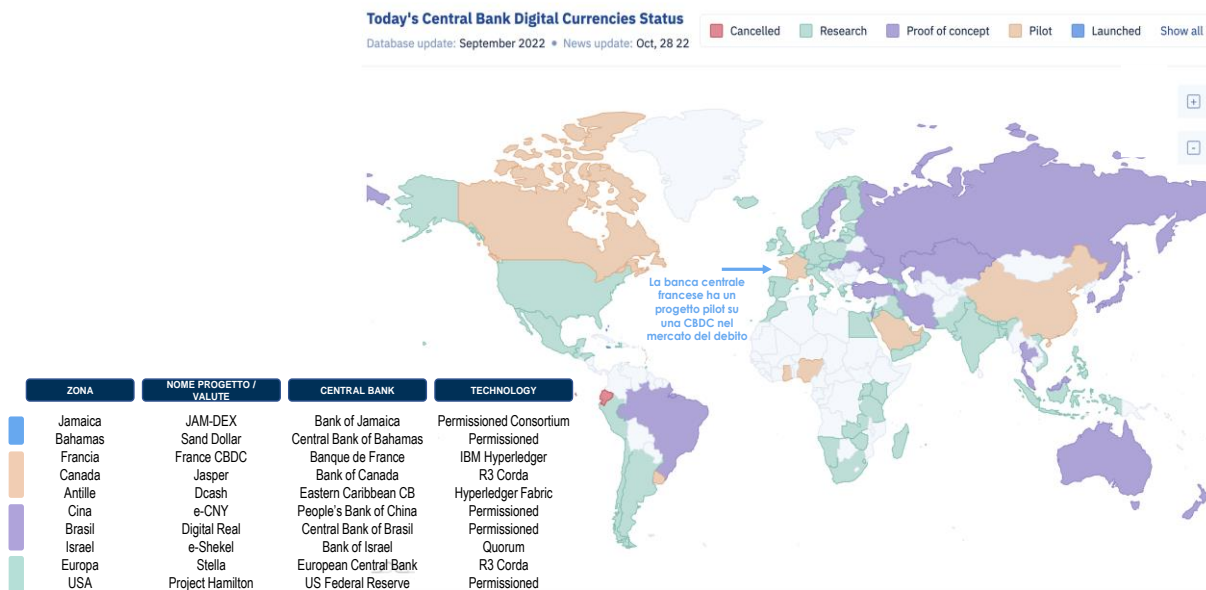 Today's Central Bank Digital Currencies Status
Database update: September 2022 • News update: Oct, 28 22
Cancelled Research Proof of concept Pilot Launched Show all
+
-
La banca centrale
francese ha un
progetto pilot su
una CBDC nel
mercato del debito
ZONA NOME PROGETTO / VALUTE CENTRAL BANK TECHNOLOGY
Jamaica JAM-DEX Bank of Jamaica Permissioned Consortium
Bahamas Sand Dollar Central Bank of Bahamas Permissioned
Francia France CBDC Banque de France IBM Hyperledger
Canada Jasper Bank of Canada R3 Corda
Antille Dcash Eastern Caribbean CB Hyperledger Fabric
Cina e-CNY People's Bank of China Permissioned
Brasil Digital Real Central Bank of Brasil Permissioned
Israel e-Shekel Bank of Israel Quorum
Europa Stella European Central Bank R3 Corda
USA Project Hamilton US Federal Reserve Permissioned